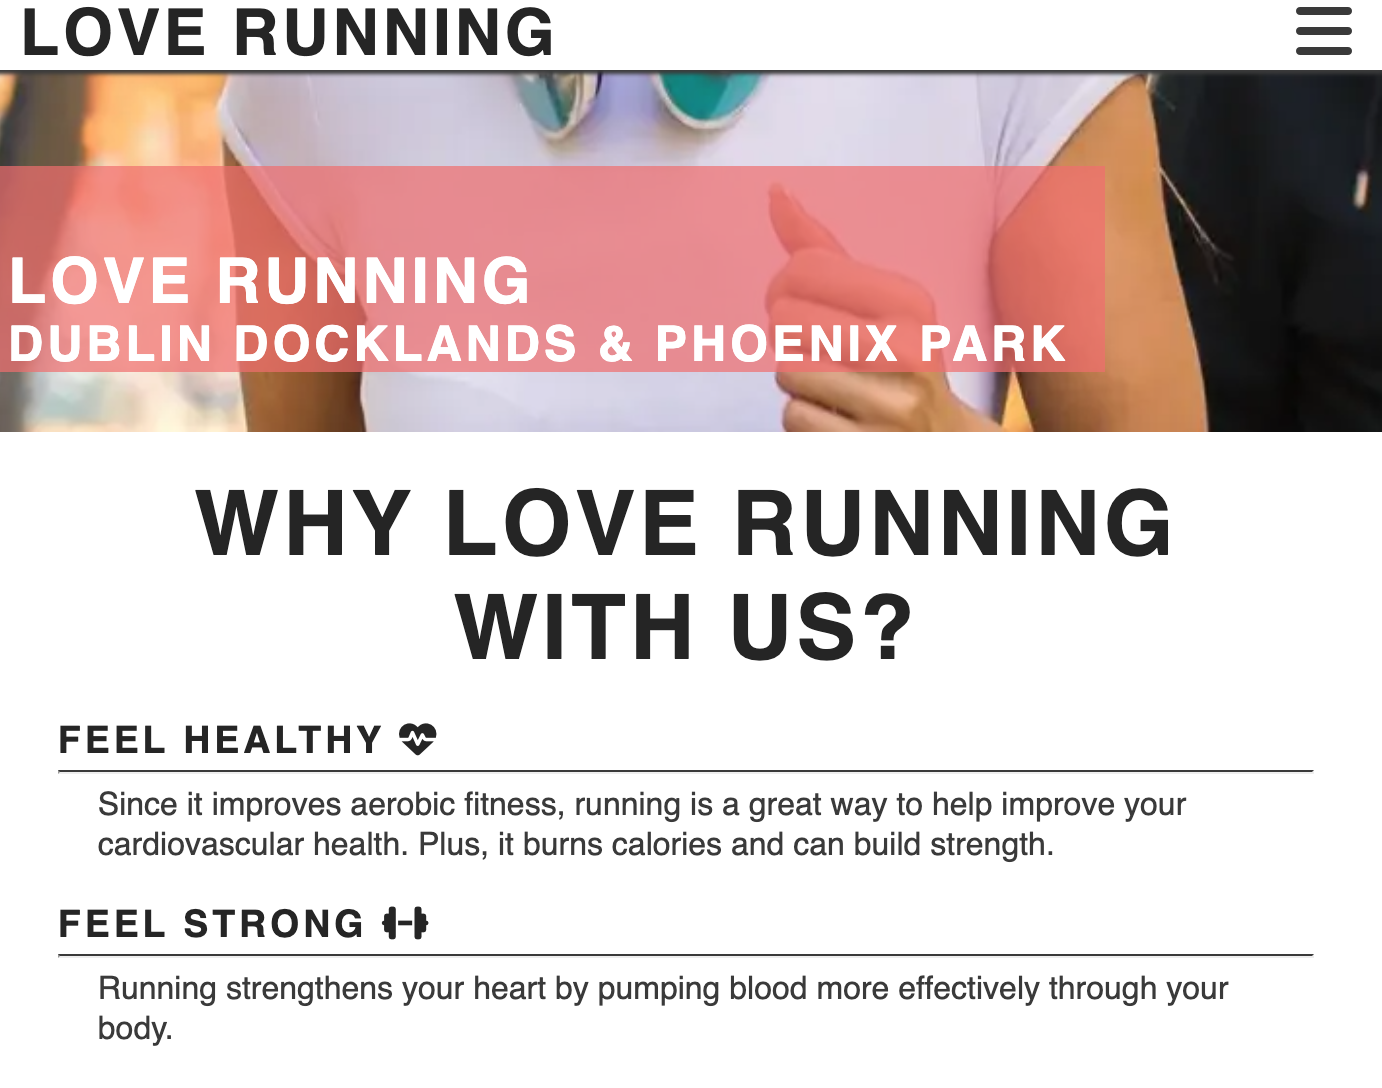 LOVE RUNNING
LOVE RUNNING
DUBLIN DOCKLANDS & PHOENIX PARK
WHY LOVE RUNNING
WITH US?
FEEL HEALTHY
Since it improves aerobic fitness, running is a great way to help improve your
cardiovascular health. Plus, it burns calories and can build strength.
FEEL STRONG
Running strengthens your heart by pumping blood more effectively through your
body.